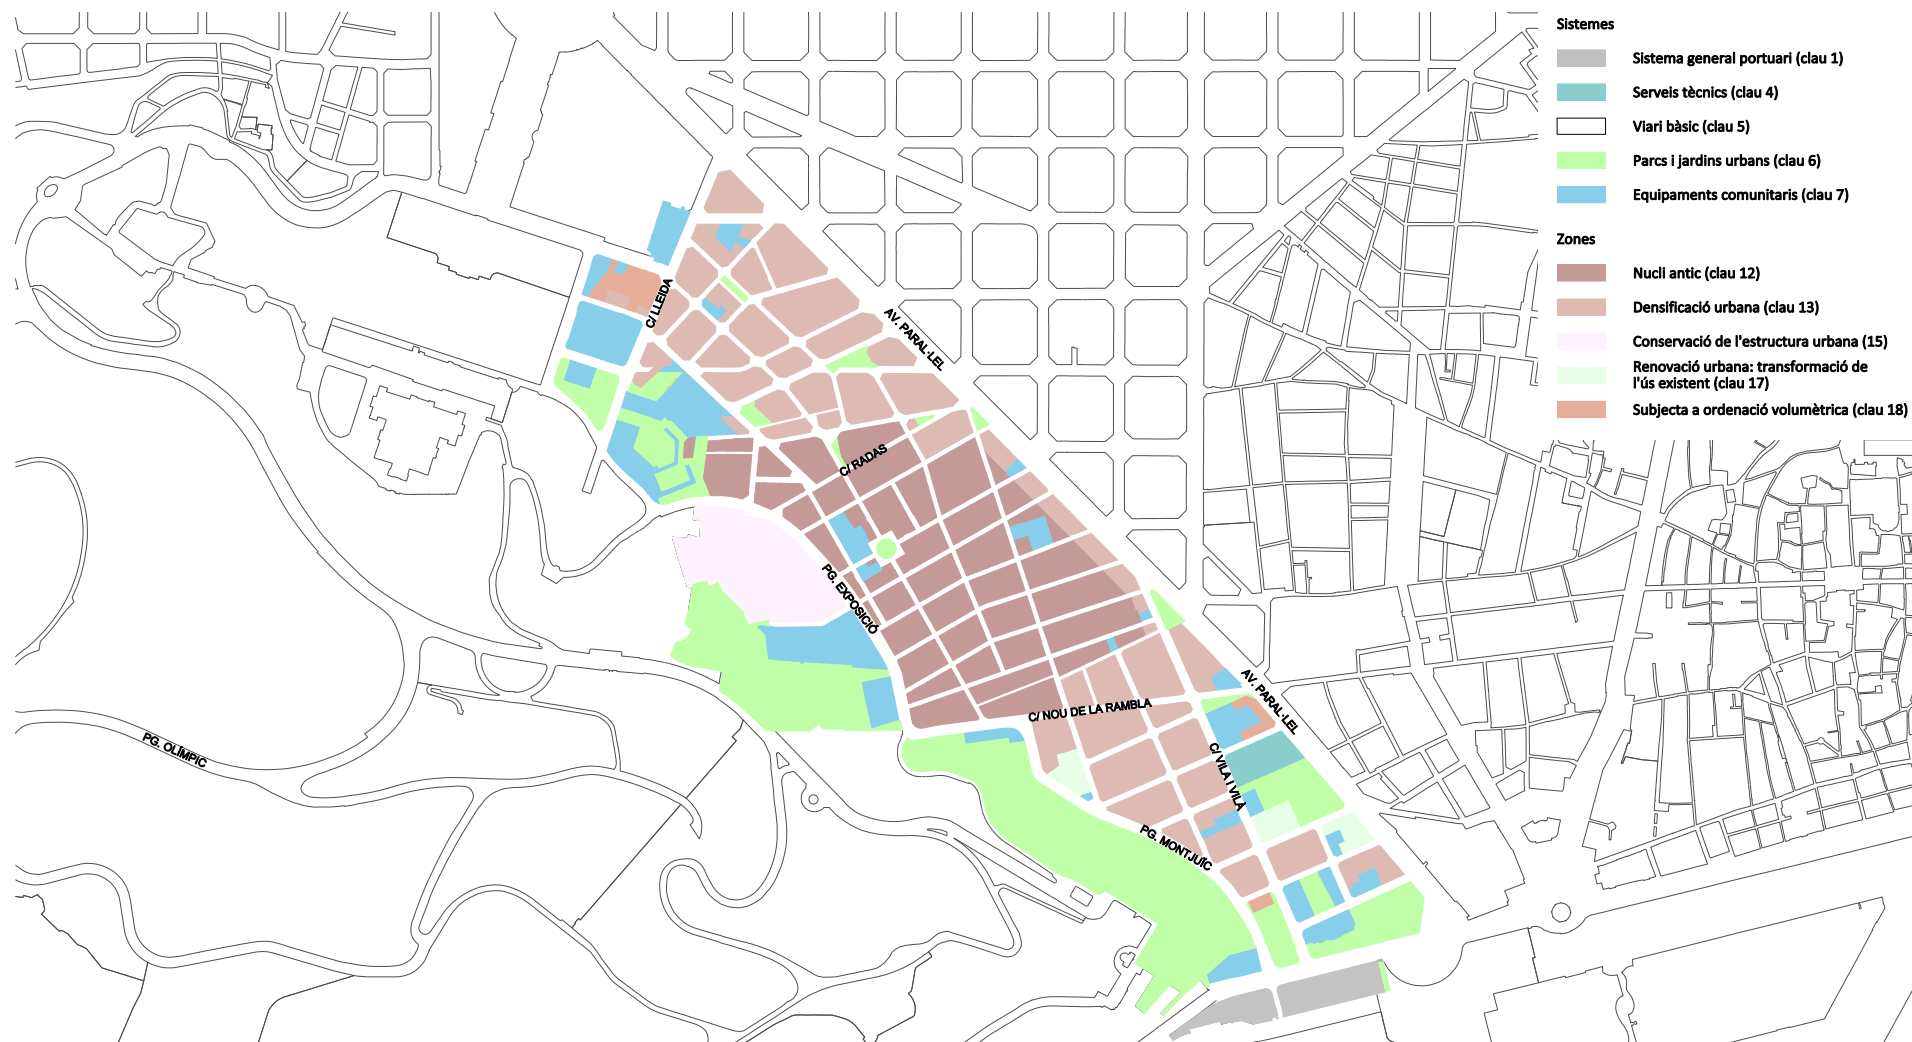 Sistemes
Sistema general portuari (clau 1)
Serveis tècnics (clau 4)
Viari bàsic (clau 5)
Parcs i jardins urbans (clau 6)
Equipaments comunitaris (clau 7)
Zones
Nucli antic (clau 12)
Densificació urbana (clau 13)
Conservació de l'estructura urbana (15)
Renovació urbana: transformació de
l'ús existent (clau 17)
Subjecta a ordenació volumètrica (clau 18)
C/ LLEIDA
AV. PARAL·LEL
C/ RADAS
PG. EXPOSICIÓ
AV. PARAL·LEL
C/ NOU DE LA RAMBLA
PG. OLÍMPIC
C/ VILA I VILÀ
PG. MONTJUÏC